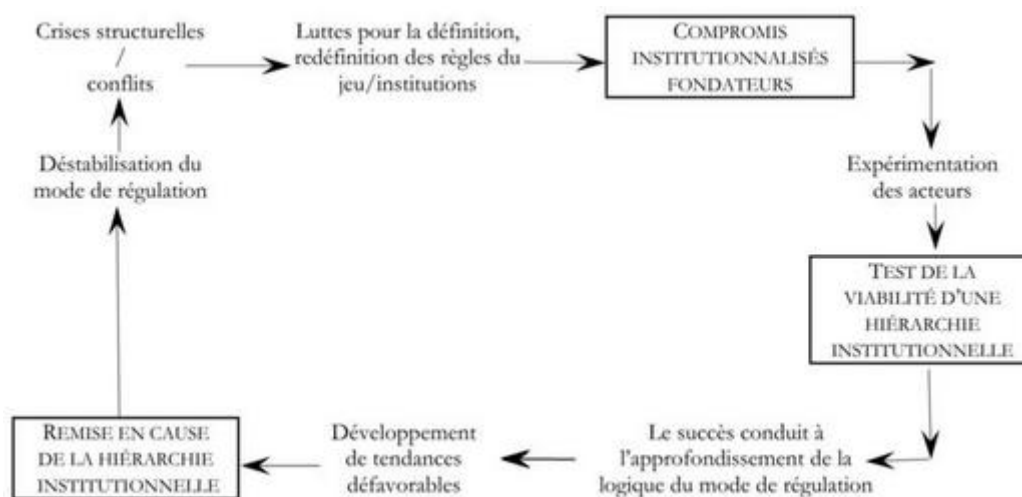 Crises structurelles
/
conflits
Luttes pour la définition,
redéfinition des règles du
jeu/institutions
COMPROMIS
INSTITUTIONNALISÉS
FONDATEURS
Expérimentation
des acteurs
TEST DE LA
VIABILITÉ D'UNE
HIÉRARCHIE
INSTITUTIONNELLE
Le succès conduit à
l'approfondissement de la
logique du mode de régulation
Développement
de tendances
défavorables
REMISE EN CAUSE
DE LA HIÉRARCHIE
INSTITUTIONNELLE
Déstabilisation du
mode de régulation